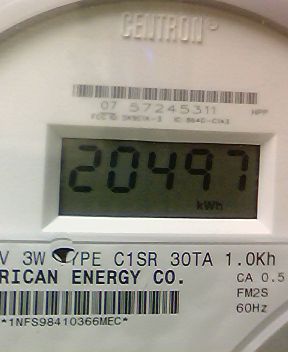 CENTRON®
07 57245311 HPP
20497
kWh
V 3W TYPE C1SR 30TA 1.0Kh
RICAN ENERGY CO. CA 0.5
FM2S
60Hz
*1NFS98410366MEC*